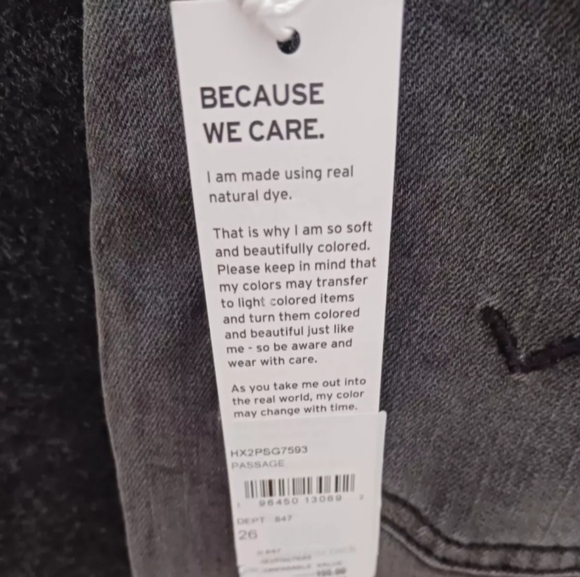 BECAUSE
WE CARE.
I am made using real
natural dye.
That is why I am so soft
and beautifully colored.
Please keep in mind that
my colors may transfer
to light colored items
and turn them colored
and beautiful just like
me - so be aware and
wear with care.
As you take me out into
the real world, my color
may change with time.
HX2PSG7593
PASSAGE
96450 13069 2
DEPT 847
26